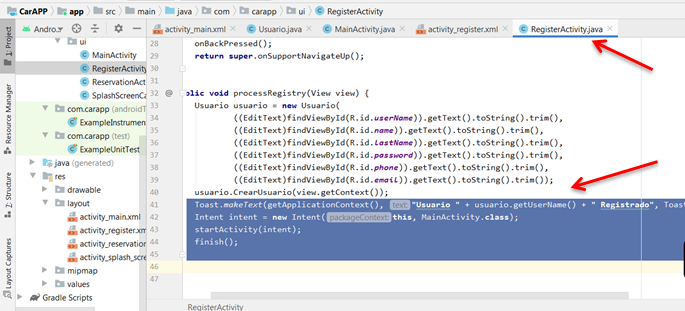 CarAPP app src main java com carapp ui RegisterActivity
Andro... activity_main.xml Usuario.java MainActivity.java activity_register.xml RegisterActivity.java
1: Project
Resource Manager
Z: Structure
Layout Captures
ui
MainActivity
RegisterActivity
ReservationAct
SplashScreenCa
com.carapp (androidT
ExampleInstrumen
com.carapp (test)
ExampleUnitTest
java (generated)
res
drawable
layout
activity_main.xml
activity_register.xm
activity_reservation
activity_splash_scre
mipmap
values
Gradle Scripts
28 onBackPressed();
29 return super.onSupportNavigateUp();
30
31
32 @ blic void processRegistry(View view) {
33 Usuario usuario = new Usuario(
34 ((EditText)findViewById(R.id.userName)).getText().toString().trim(),
35 ((EditText)findViewById(R.id.name)).getText().toString().trim(),
36 ((EditText)findViewById(R.id.lastName)).getText().toString().trim(),
37 ((EditText)findViewById(R.id.password)).getText().toString().trim(),
38 ((EditText)findViewById(R.id.phone)).getText().toString().trim(),
39 ((EditText)findViewById(R.id.email)).getText().toString().trim());
40 usuario.CrearUsuario(view.getContext());
41 Toast.makeText(getApplicationContext(), text: "Usuario " + usuario.getUserName() + " Registrado", Toas
42 Intent intent = new Intent( packageContext: this, MainActivity.class);
43 startActivity(intent);
44 finish();
45
46
47
RegisterActivity